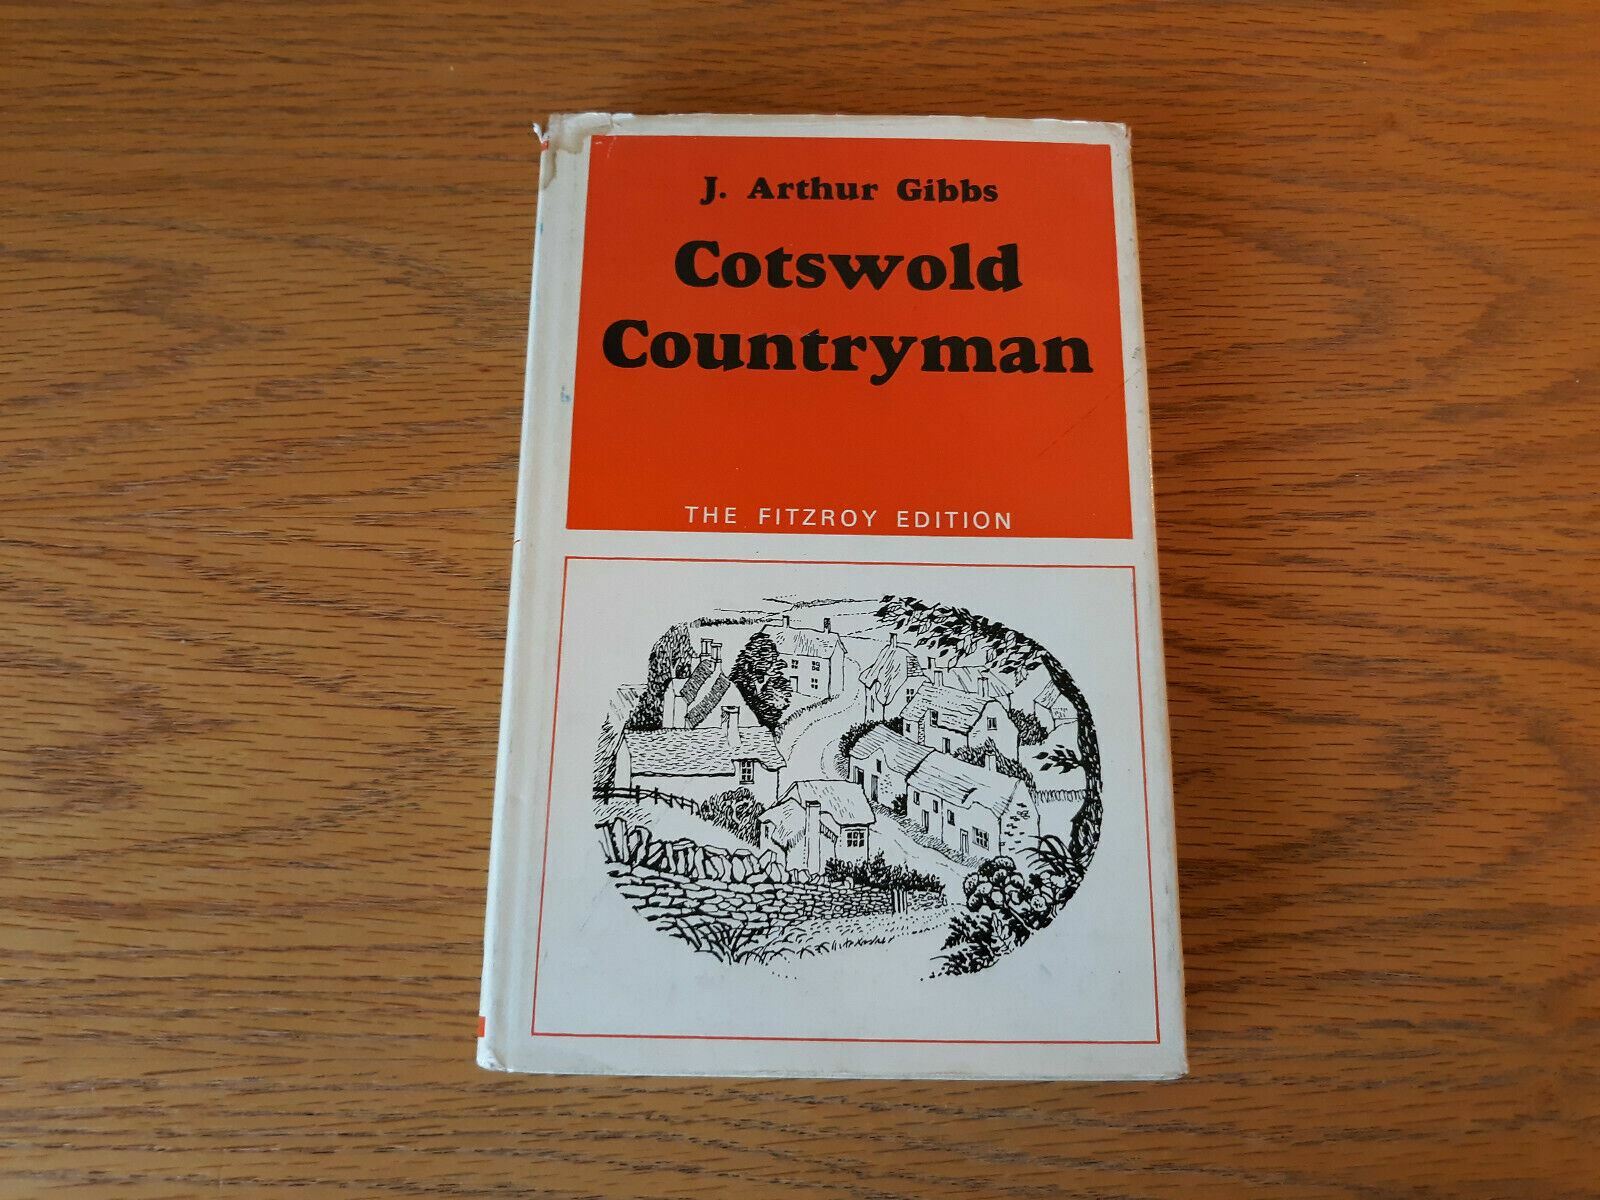 J. Arthur Gibbs
Cotswold
Countryman
THE FITZROY EDITION